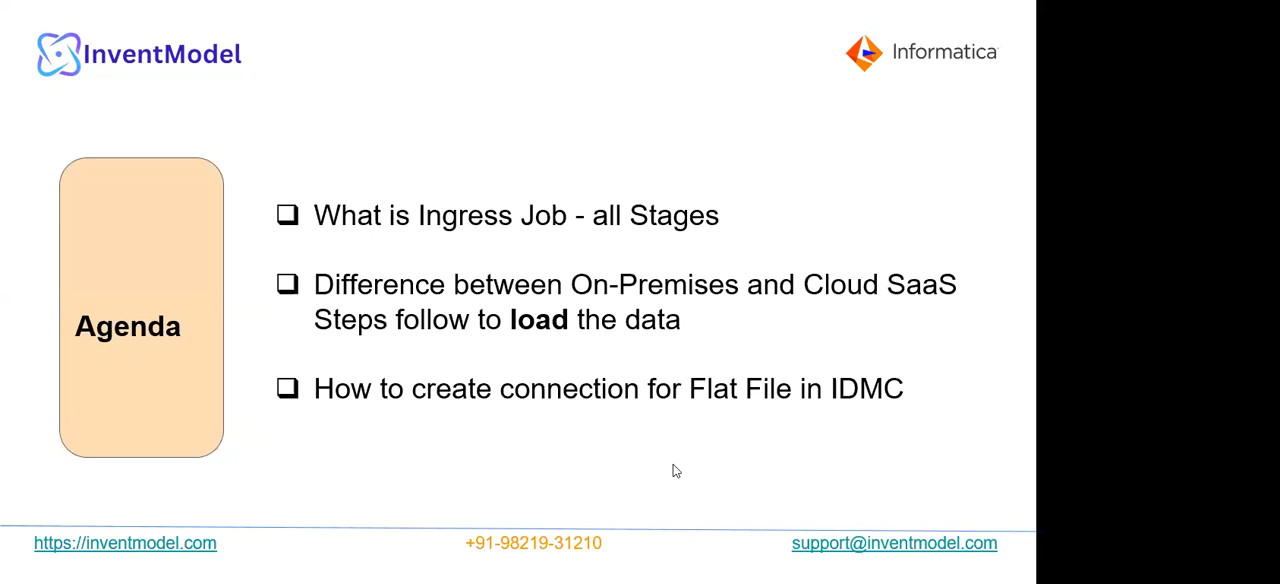 InventModel
Informatica
Agenda
What is Ingress Job - all Stages
Difference between On-Premises and Cloud SaaS
Steps follow to load the data
How to create connection for Flat File in IDMC
https://inventmodel.com
+91-98219-31210
support@inventmodel.com